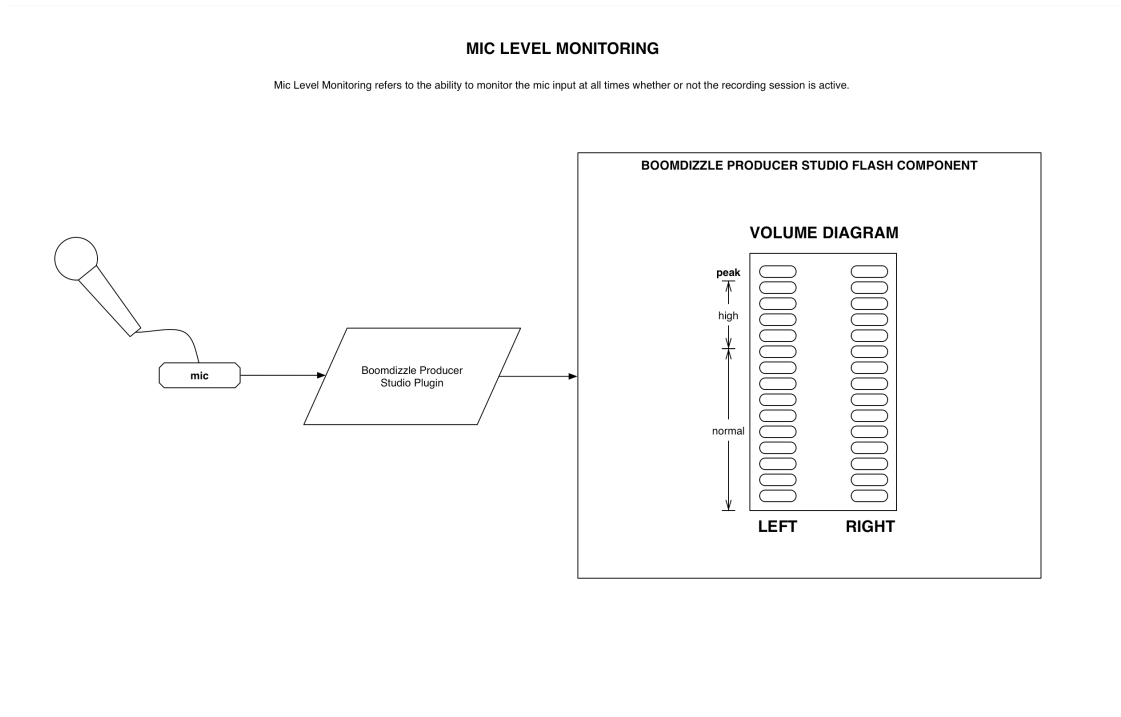 MIC LEVEL MONITORING
Mic Level Monitoring refers to the ability to monitor the mic input at all times whether or not the recording session is active.
BOOMDIZZLE PRODUCER STUDIO FLASH COMPONENT
VOLUME DIAGRAM
peak
high
normal
LEFT RIGHT
mic
Boomdizzle Producer
Studio Plugin